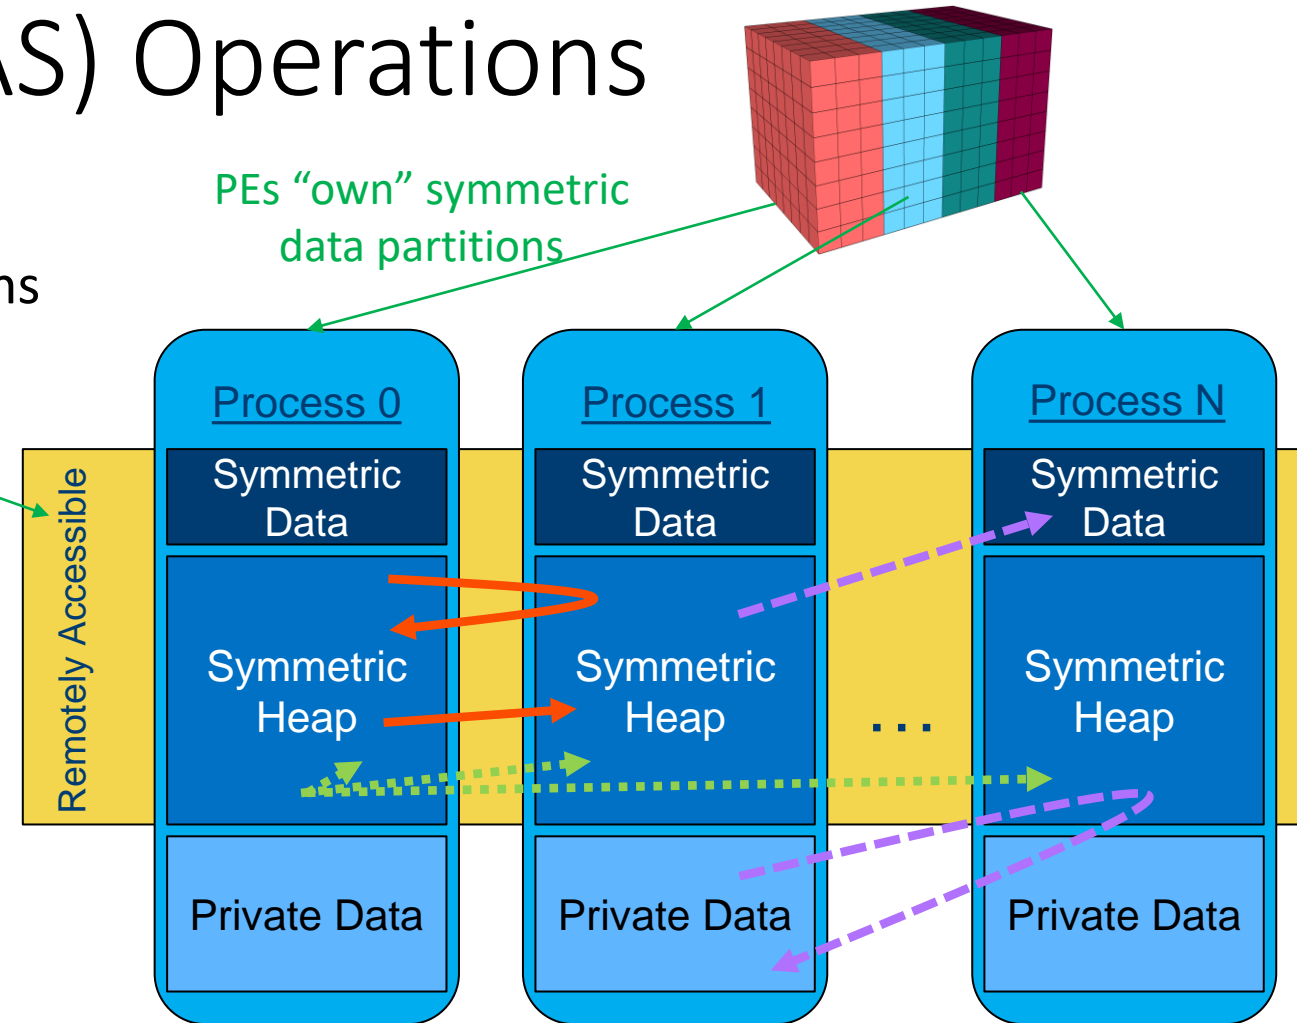 AS) Operations
PEs “own” symmetric
data partitions
ns
Process 0
Process 1
Process N
Remotely Accessible
Symmetric
Data
Symmetric
Data
Symmetric
Data
Symmetric
Heap
Symmetric
Heap
. . .
Symmetric
Heap
Private Data
Private Data
Private Data